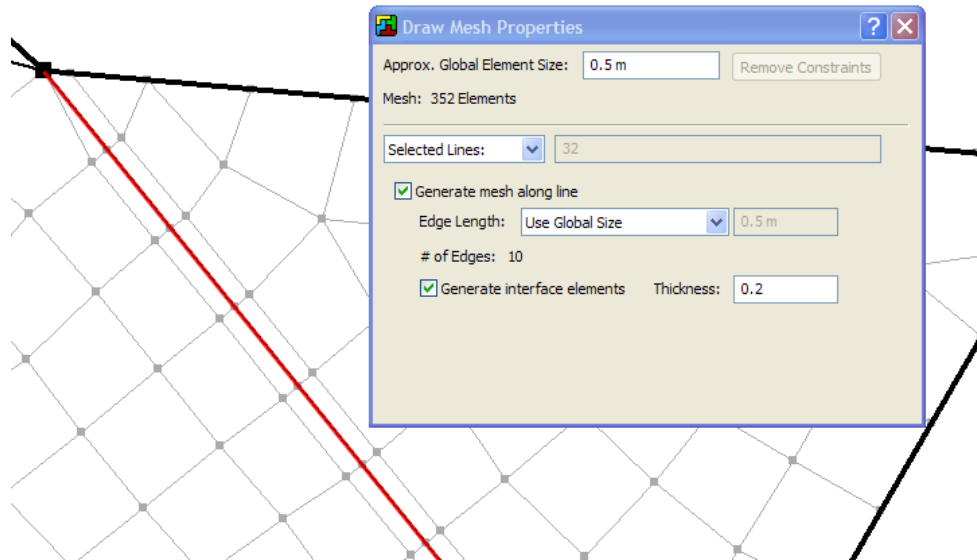 Draw Mesh Properties
Approx. Global Element Size: 0.5 m Remove Constraints
Mesh: 352 Elements
Selected Lines: 32
Generate mesh along line
Edge Length: Use Global Size 0.5 m
# of Edges: 10
Generate interface elements Thickness: 0.2